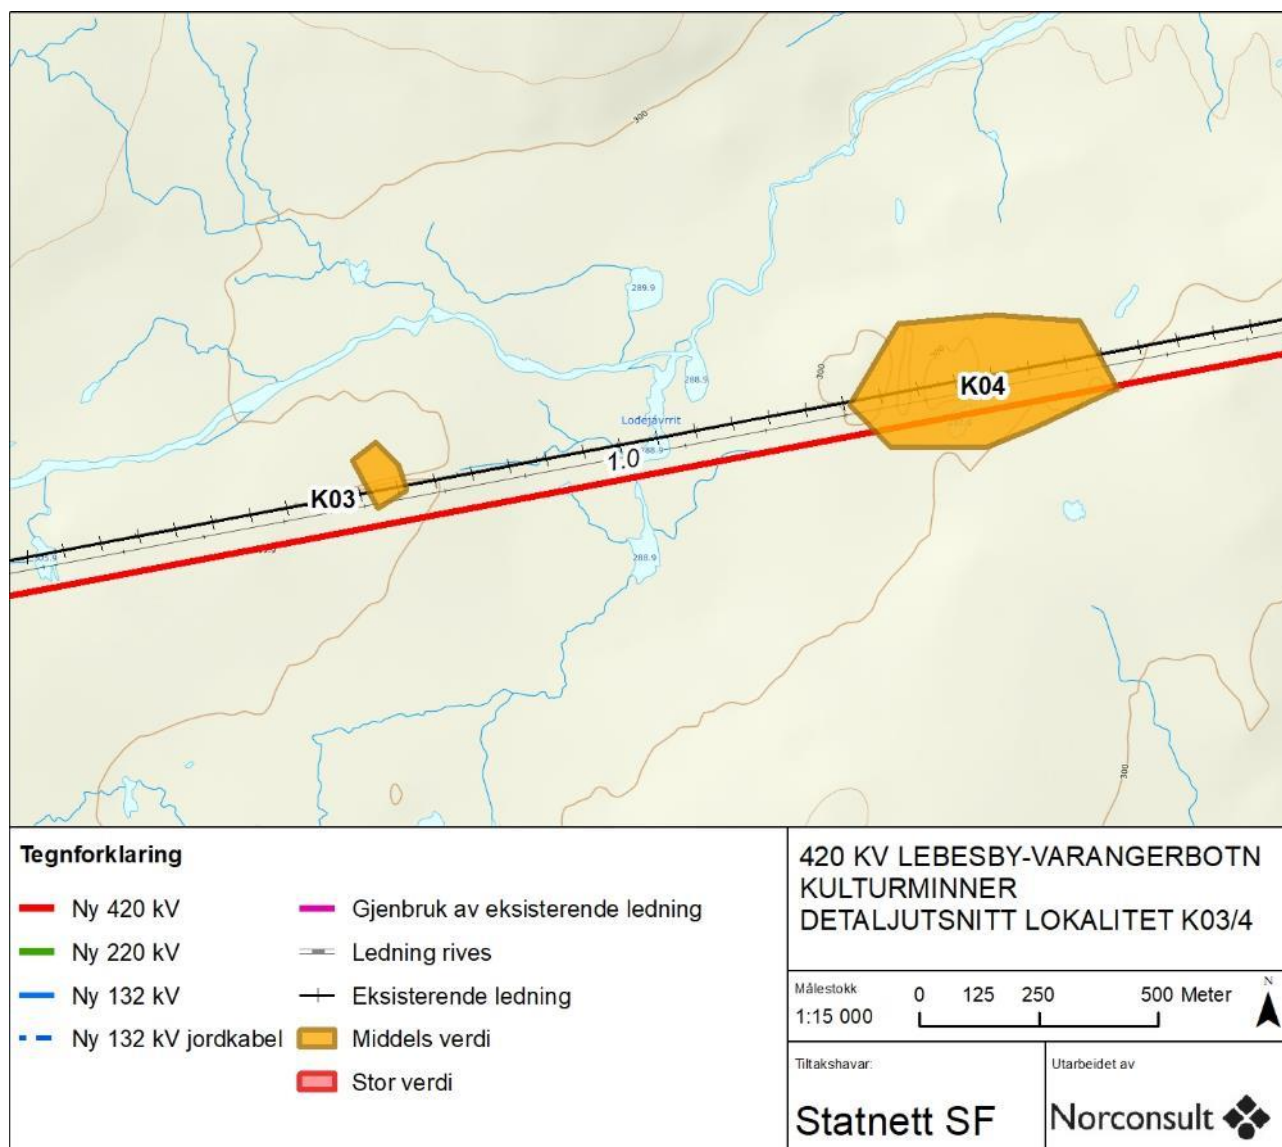 300
289.9
300
300
K04
288.9
Lodejávrrit
1.0
K03
288.9
300
Tegnforklaring
Ny 420 kV
Ny 220 kV
Ny 132 kV
Ny 132 kV jordkabel
Gjenbruk av eksisterende ledning
Ledning rives
Eksisterende ledning
Middels verdi
Stor verdi
420 KV LEBESBY-VARANGERBOTN
KULTURMINNER
DETALJUTSNITT LOKALITET K03/4
Målestokk
1:15 000
0 125 250 500 Meter
N
Tiltakshavar:
Statnett SF
Utarbeidet av
Norconsult